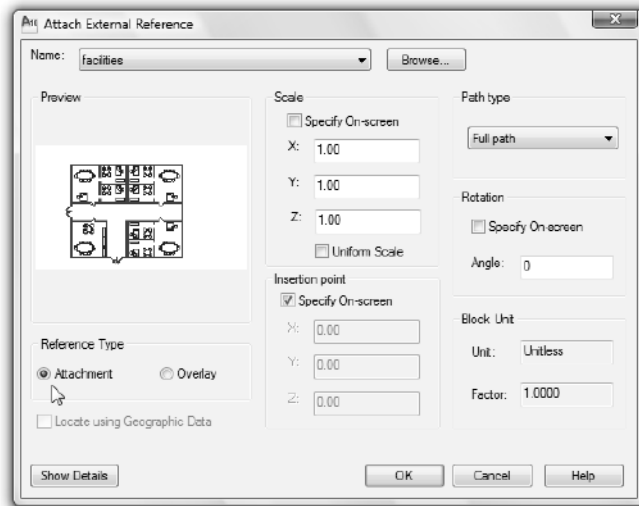 Attach External Reference
Name: facilities Browse...
Preview
Scale
Specify On-screen
X: 1.00
Y: 1.00
Z: 1.00
Uniform Scale
Path type
Full path
Rotation
Specify On-screen
Angle: 0
Insertion point
Specify On-screen
X: 0.00
Y: 0.00
Z: 0.00
Block Unit
Unit: Unitless
Factor: 1.0000
Reference Type
Attachment Overlay
Locate using Geographic Data
Show Details OK Cancel Help